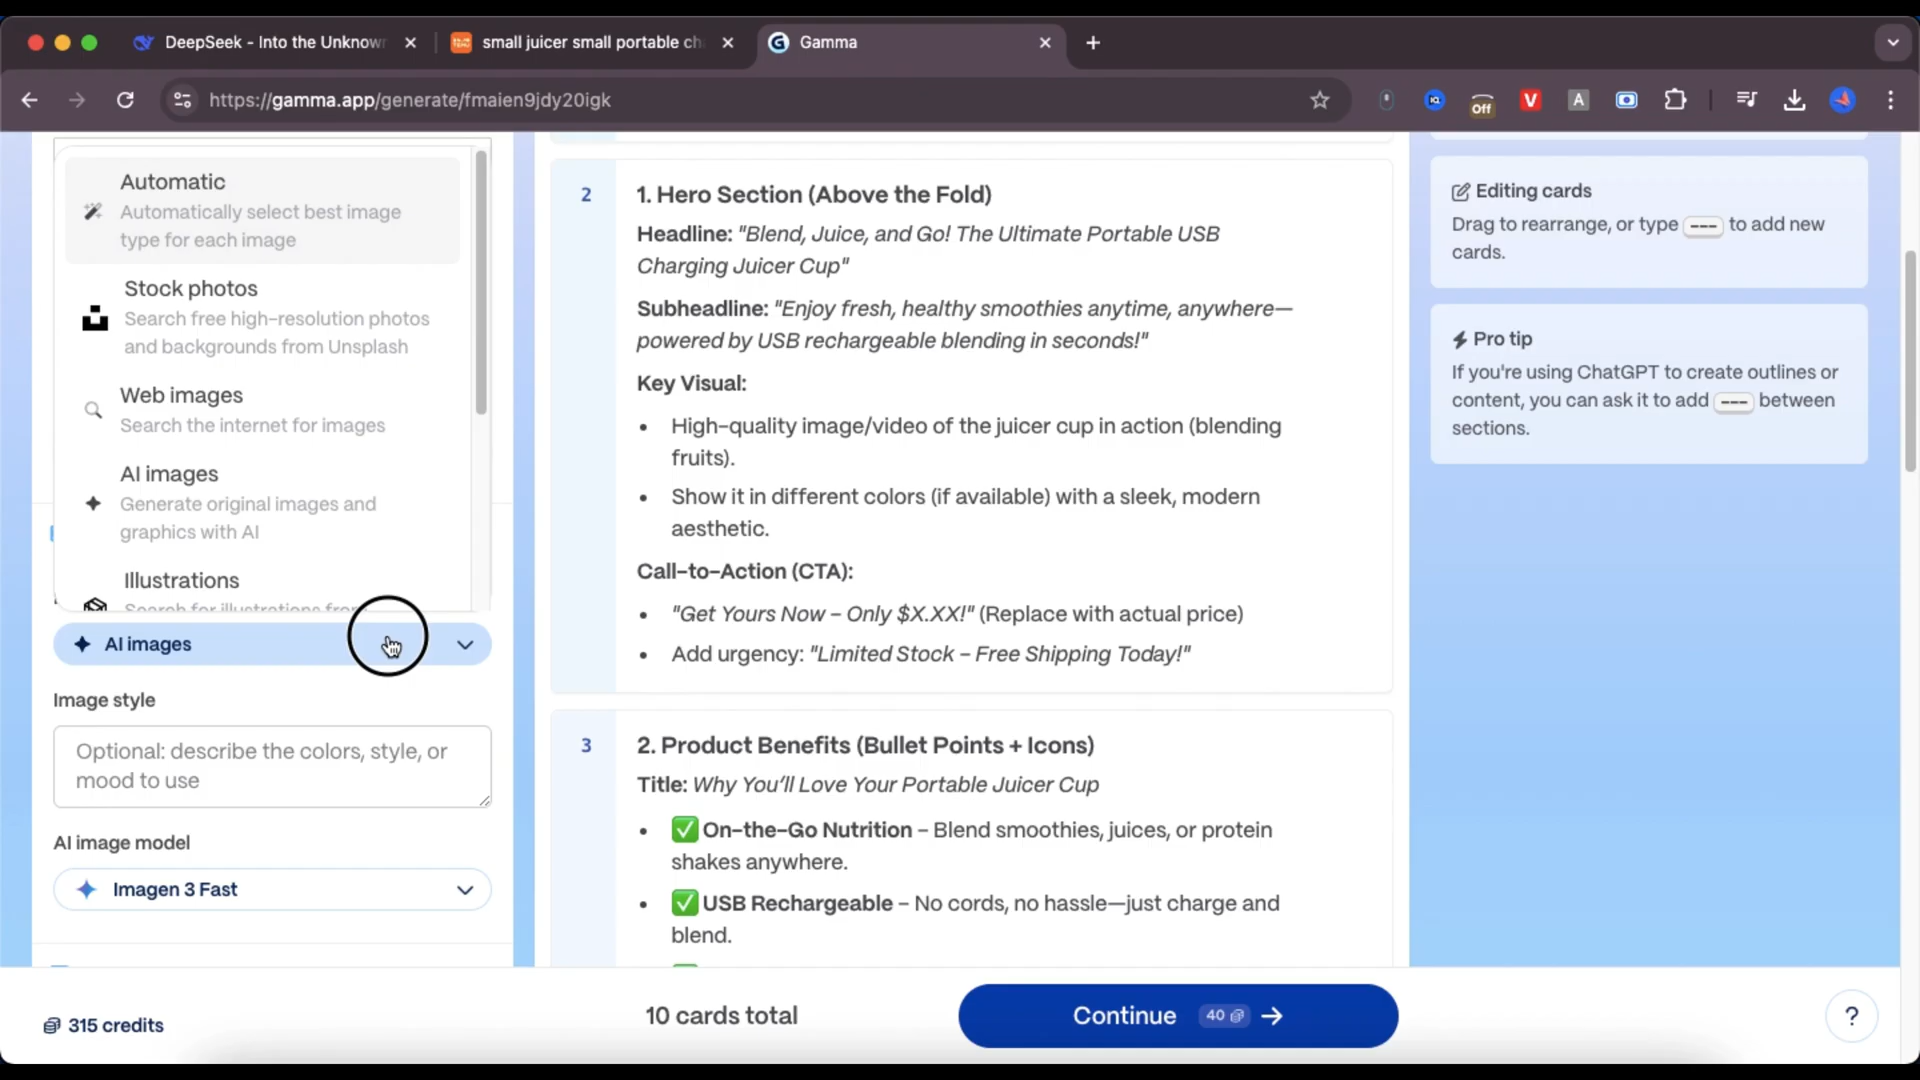 DeepSeek - Into the Unknown
small juicer small portable ch
Gamma
https://gamma.app/generate/fmaien9jdy20igk
IQ
Off
V
A
Automatic
Automatically select best image
type for each image
Stock photos
Search free high-resolution photos
and backgrounds from Unsplash
Web images
Search the internet for images
AI images
Generate original images and
graphics with AI
Illustrations
Search for illustrations from
AI images
Image style
Optional: describe the colors, style, or
mood to use
AI image model
Imagen 3 Fast
315 credits
2
1. Hero Section (Above the Fold)
Headline: "Blend, Juice, and Go! The Ultimate Portable USB
Charging Juicer Cup"
Subheadline: "Enjoy fresh, healthy smoothies anytime, anywhere—
powered by USB rechargeable blending in seconds!"
Key Visual:
• High-quality image/video of the juicer cup in action (blending
fruits).
• Show it in different colors (if available) with a sleek, modern
aesthetic.
Call-to-Action (CTA):
• "Get Yours Now – Only $X.XX!" (Replace with actual price)
• Add urgency: "Limited Stock – Free Shipping Today!"
3
2. Product Benefits (Bullet Points + Icons)
Title: Why You'll Love Your Portable Juicer Cup
• ✅ On-the-Go Nutrition – Blend smoothies, juices, or protein
shakes anywhere.
• ✅ USB Rechargeable – No cords, no hassle—just charge and
blend.
10 cards total
Continue 40 →
Editing cards
Drag to rearrange, or type --- to add new
cards.
Pro tip
If you're using ChatGPT to create outlines or
content, you can ask it to add --- between
sections.
?